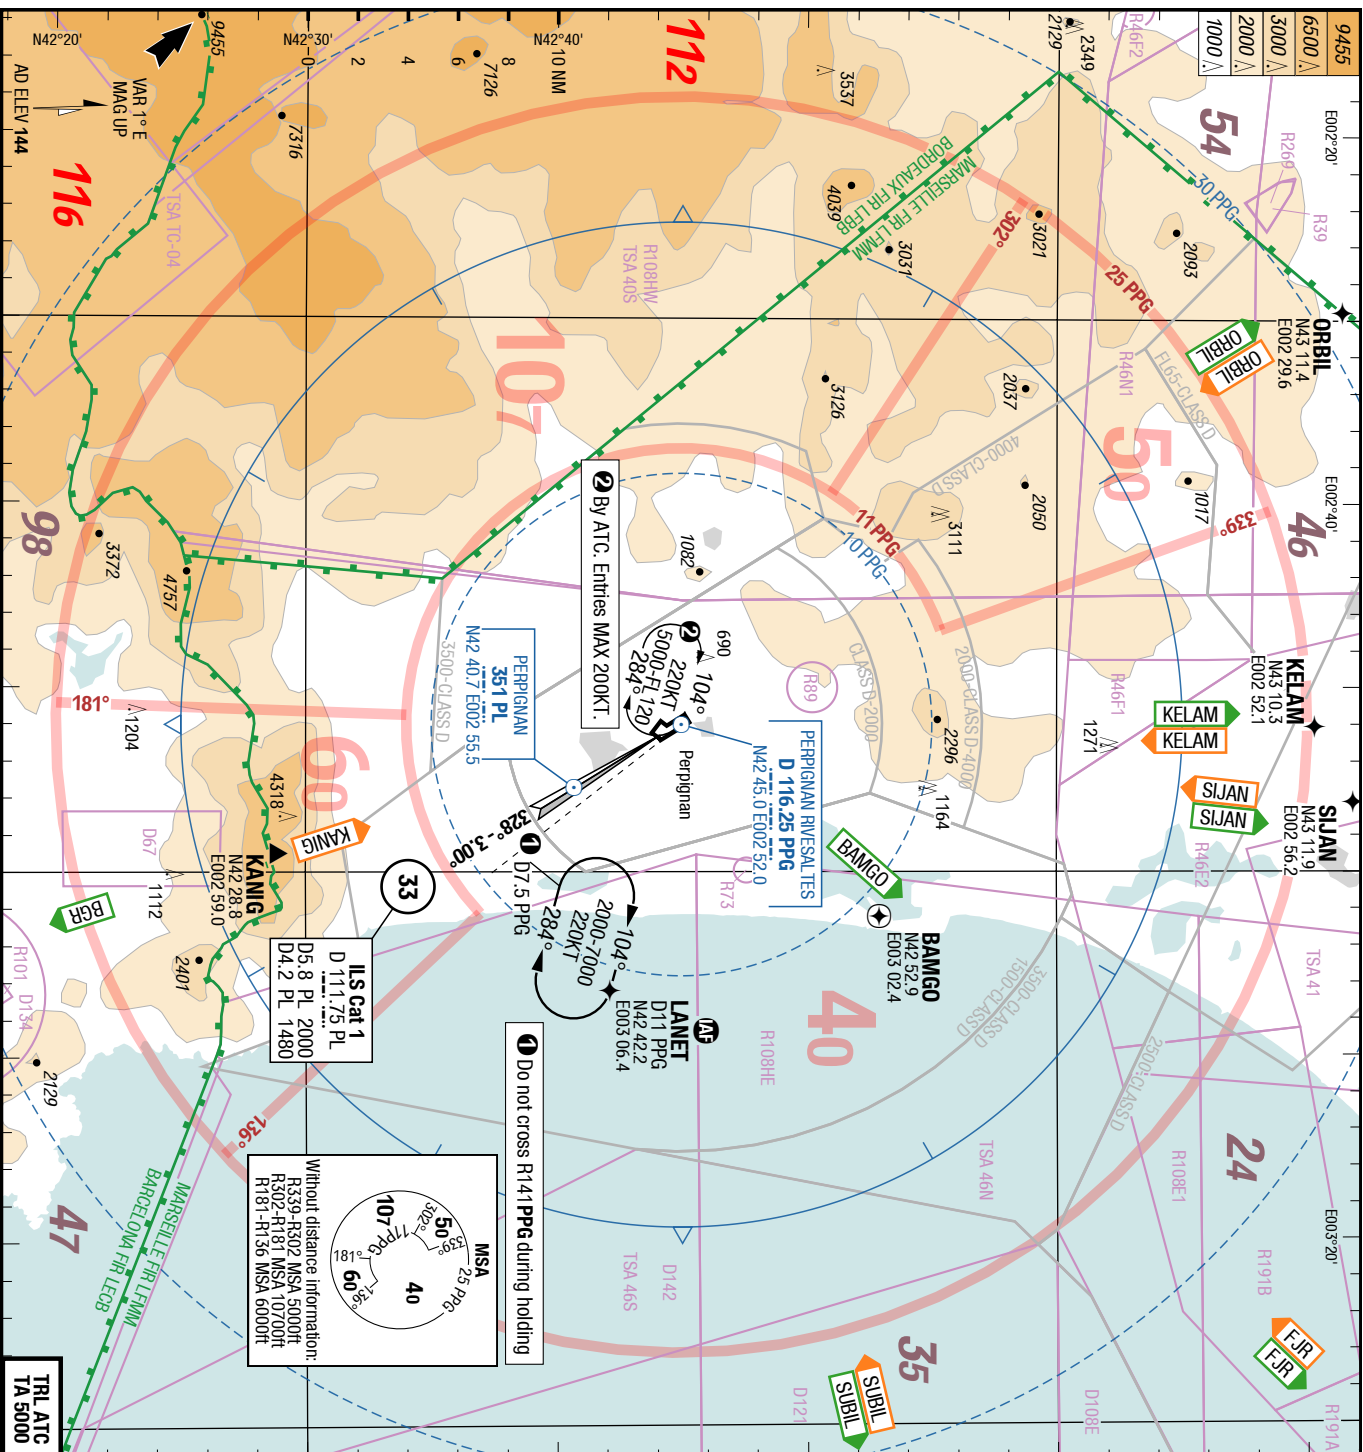 9455
6500
3000
2000
1000
N42°20'
N42°30'
N42°40'
0
2
4
6
8
10 NM
E002°20'
E002°40'
E003°20'
VAR 1° E
MAG UP
AD ELEV 144
9455
7316
7126
3537
2349
2129
4039
3031
3021
2093
3126
2037
2050
1017
3111
1082
690
2296
1164
1271
3372
4757
1204
4318
1112
2401
2129
112
116
54
107
50
46
98
60
40
24
47
35
TSA TC-04
R108HW
TSA 40S
R46F2
R269
R39
R46N1
R46F1
R46E2
TSA 41
R89
R73
D67
R101 D134
R108HE
TSA 46N
R108E1
R191B
R191A
D142
TSA 46S
D121
D108E
BORDEAUX FIR LFBB
MARSEILLE FIR LFMM
MARSEILLE FIR LFMM
BARCELONA FIR LECB
30 PPG
25 PPG
11 PPG
10 PPG
302°
339°
181°
136°
FL65-CLASS D
4000-CLASS D
2000-CLASS D-4000
CLASS D-2000
3500-CLASS D
3500-CLASS D
1500-CLASS D
2500-CLASS D
ORBIL
N43 11.4
E002 29.6
ORBIL
ORBIL
KELAM
N43 10.3
E002 52.1
KELAM
KELAM
SIJAN
N43 11.9
E002 56.2
SIJAN
SIJAN
BAMGO
BAMGO
N42 52.9
E003 02.4
IAF
LANET
D11 PPG
N42 42.2
E003 06.4
KANIG
KANIG
N42 28.8
E002 59.0
BGR
FJR
FJR
SUBIL
SUBIL
2 By ATC. Entries MAX 200KT.
2
104°
220KT
5000-FL 120
284°
PERPIGNAN
351 PL
N42 40.7 E002 55.5
PERPIGNAN RIVESALTES
D 116.25 PPG
N42 45.0 E002 52.0
Perpignan
328°-3.00°
1
D7.5 PPG
104°
2000-7000
220KT
284°
33
ILS Cat 1
D 111.75 PL
D5.8 PL 2000
D4.2 PL 1480
1 Do not cross R141 PPG during holding
MSA
25 PPG
339°
50
302°
11PPG
107
40
181°
60
136°
Without distance information:
R339-R302 MSA 5000ft
R302-R181 MSA 10700ft
R181-R136 MSA 6000ft
TRL ATC
TA 5000